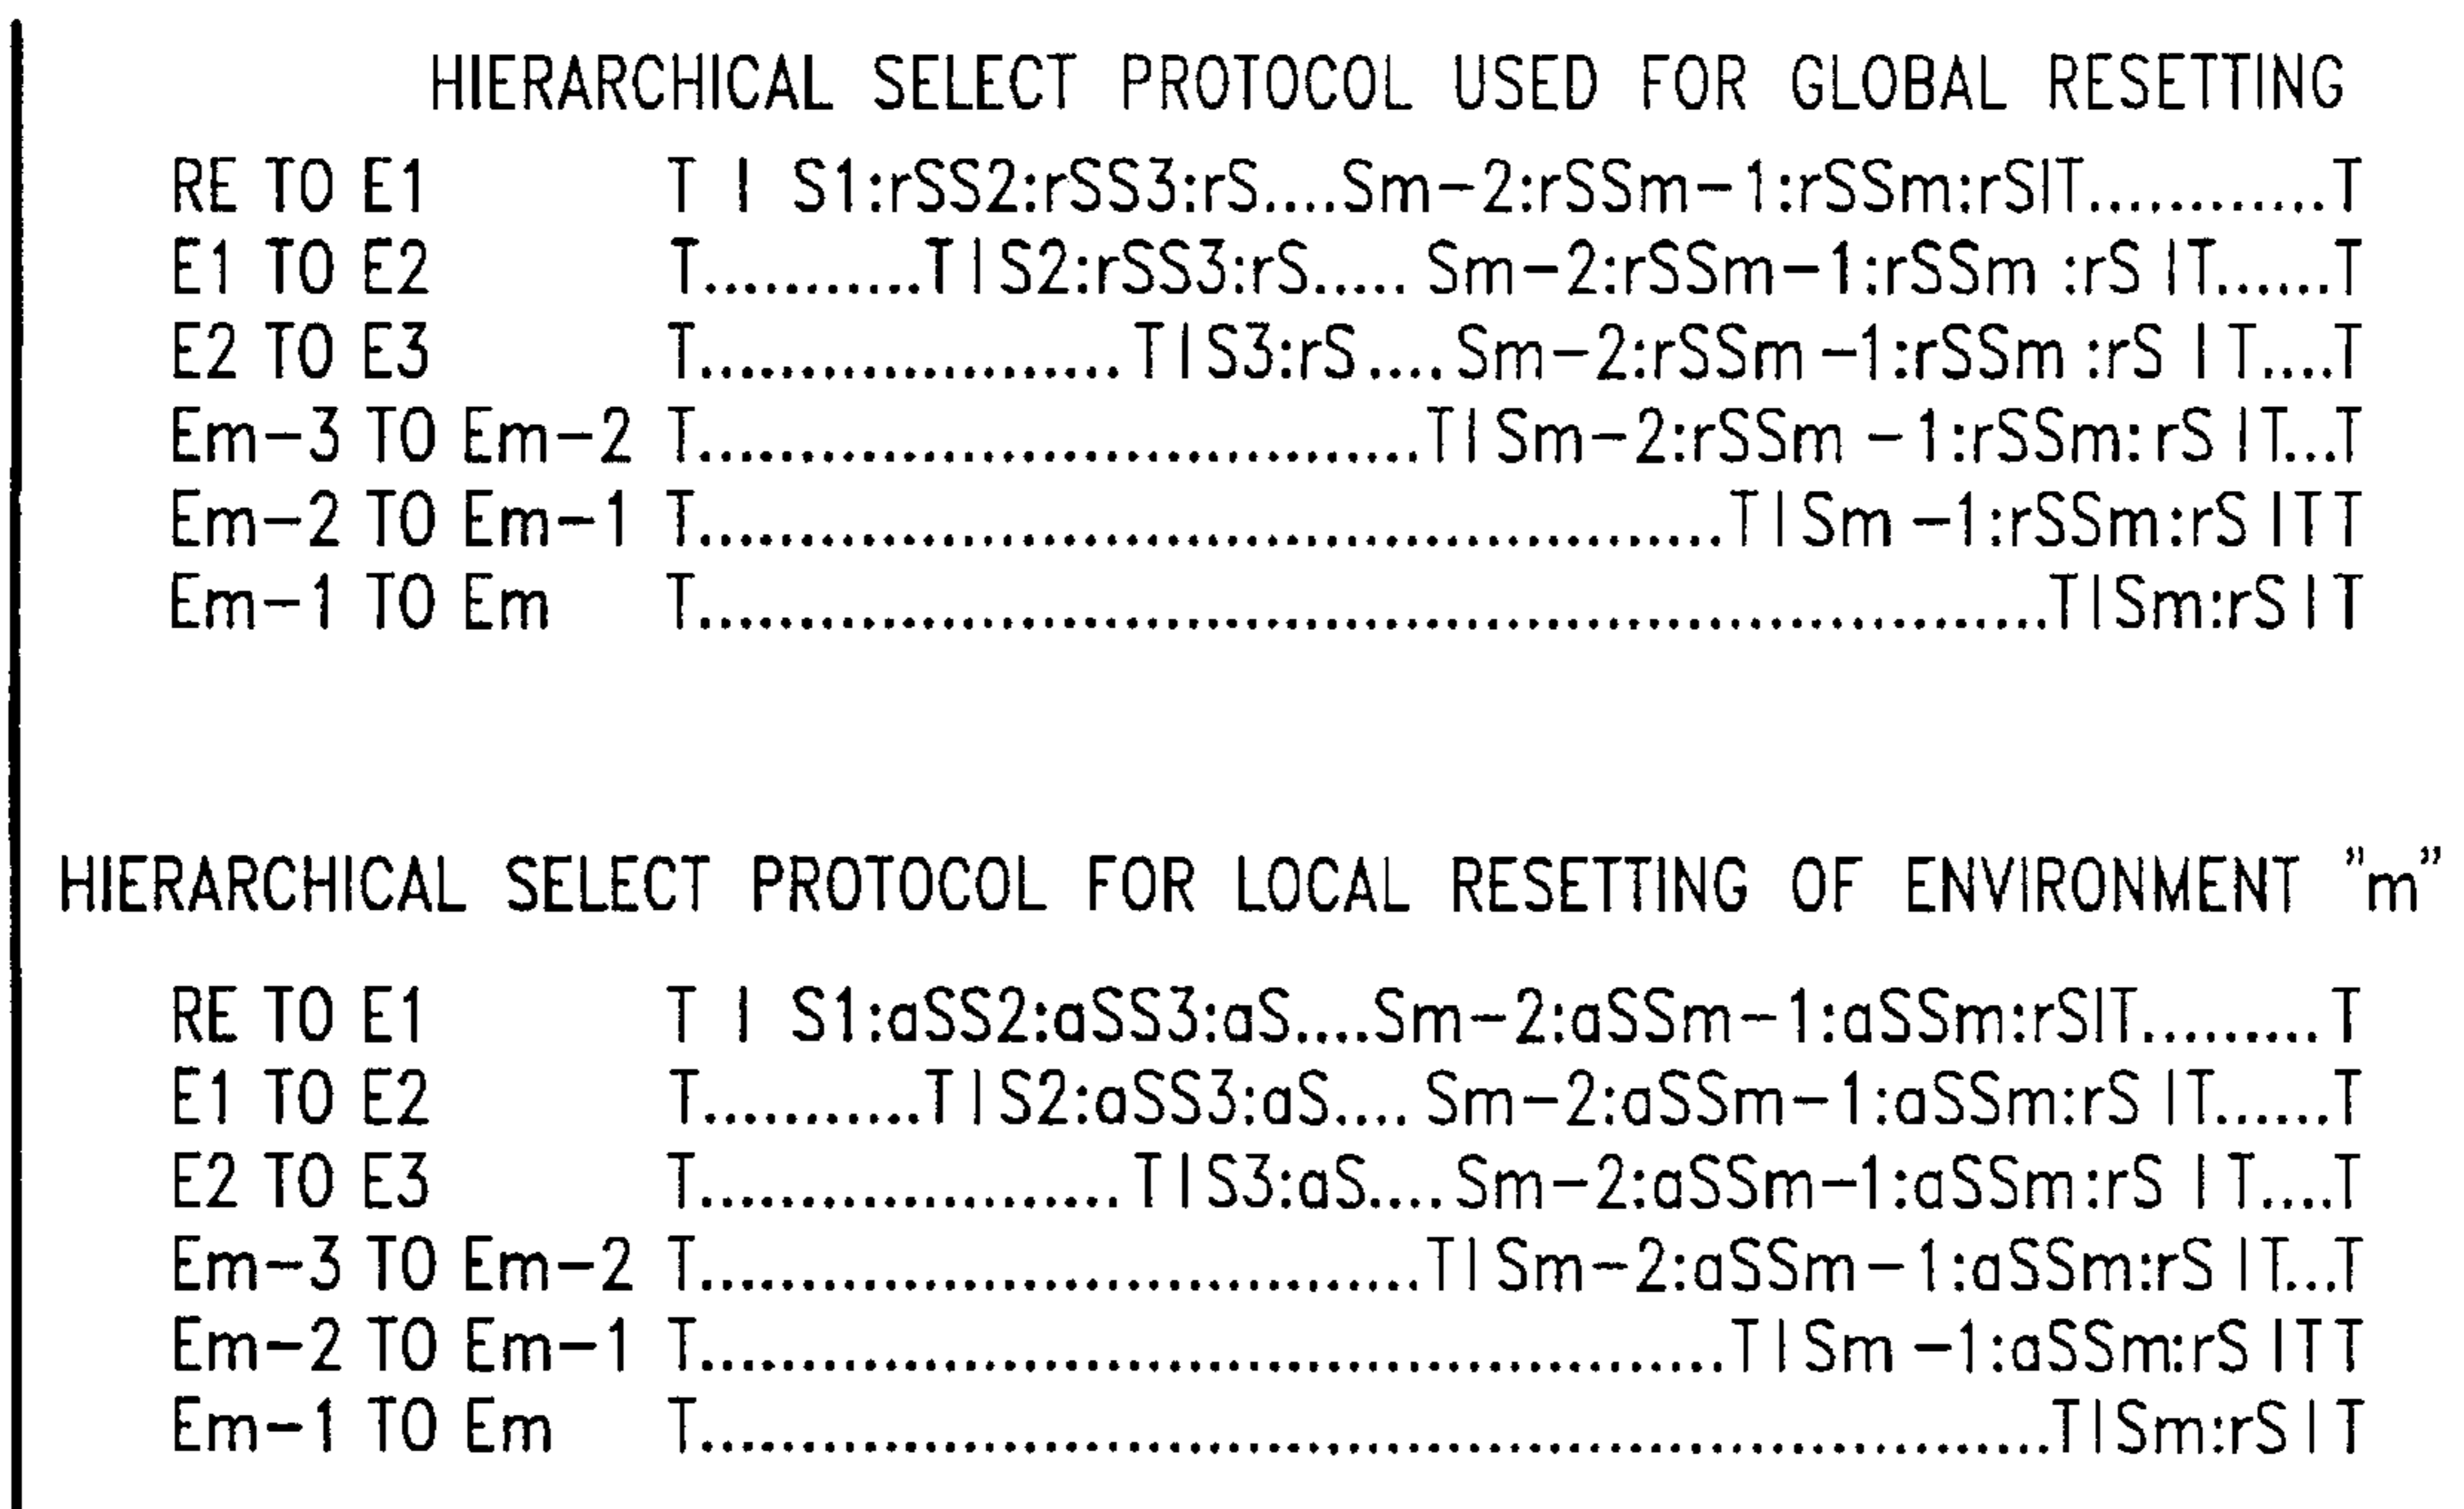 HIERARCHICAL SELECT PROTOCOL USED FOR GLOBAL RESETTING
RE TO E1 T I S1:rSS2:rSS3:rS....Sm-2:rSSm-1:rSSm:rSIT............T
E1 TO E2 T...........TIS2:rSS3:rS..... Sm-2:rSSm-1:rSSm :rS IT......T
E2 TO E3 T.....................TIS3:rS.... Sm-2:rSSm -1:rSSm :rS IT....T
Em-3 TO Em-2 T....................................TISm-2:rSSm -1:rSSm: rS IT...T
Em-2 TO Em-1 T...................................................TISm -1:rSSm:rS ITT
Em-1 TO Em T...................................................................TISm:rSIT
HIERARCHICAL SELECT PROTOCOL FOR LOCAL RESETTING OF ENVIRONMENT "m"
RE TO E1 T I S1:aSS2:aSS3:aS....Sm-2:aSSm-1:aSSm:rSIT......... T
E1 TO E2 T...........TIS2:aSS3:aS.... Sm-2:aSSm-1:aSSm:rS IT......T
E2 TO E3 T.....................TIS3:aS.... Sm-2:aSSm-1:aSSm:rS IT....T
Em-3 TO Em-2 T....................................TISm-2:aSSm-1:aSSm:rS IT...T
Em-2 TO Em-1 T...................................................TISm -1:aSSm:rS ITT
Em-1 TO Em T...................................................................TISm:rSIT